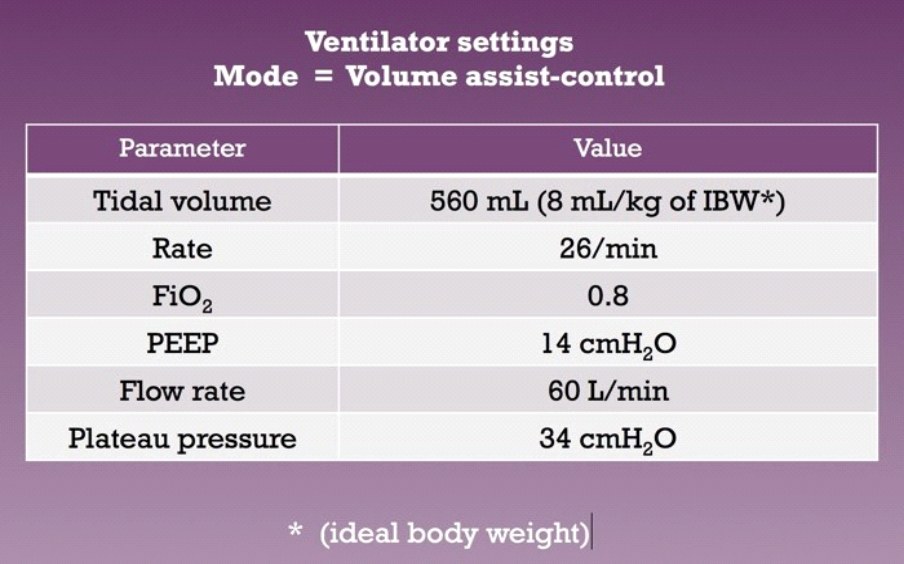 Ventilator settings
Mode = Volume assist-control
Parameter Value
Tidal volume 560 mL (8 mL/kg of IBW*)
Rate 26/min
FiO₂ 0.8
PEEP 14 cmH₂O
Flow rate 60 L/min
Plateau pressure 34 cmH₂O
* (ideal body weight)